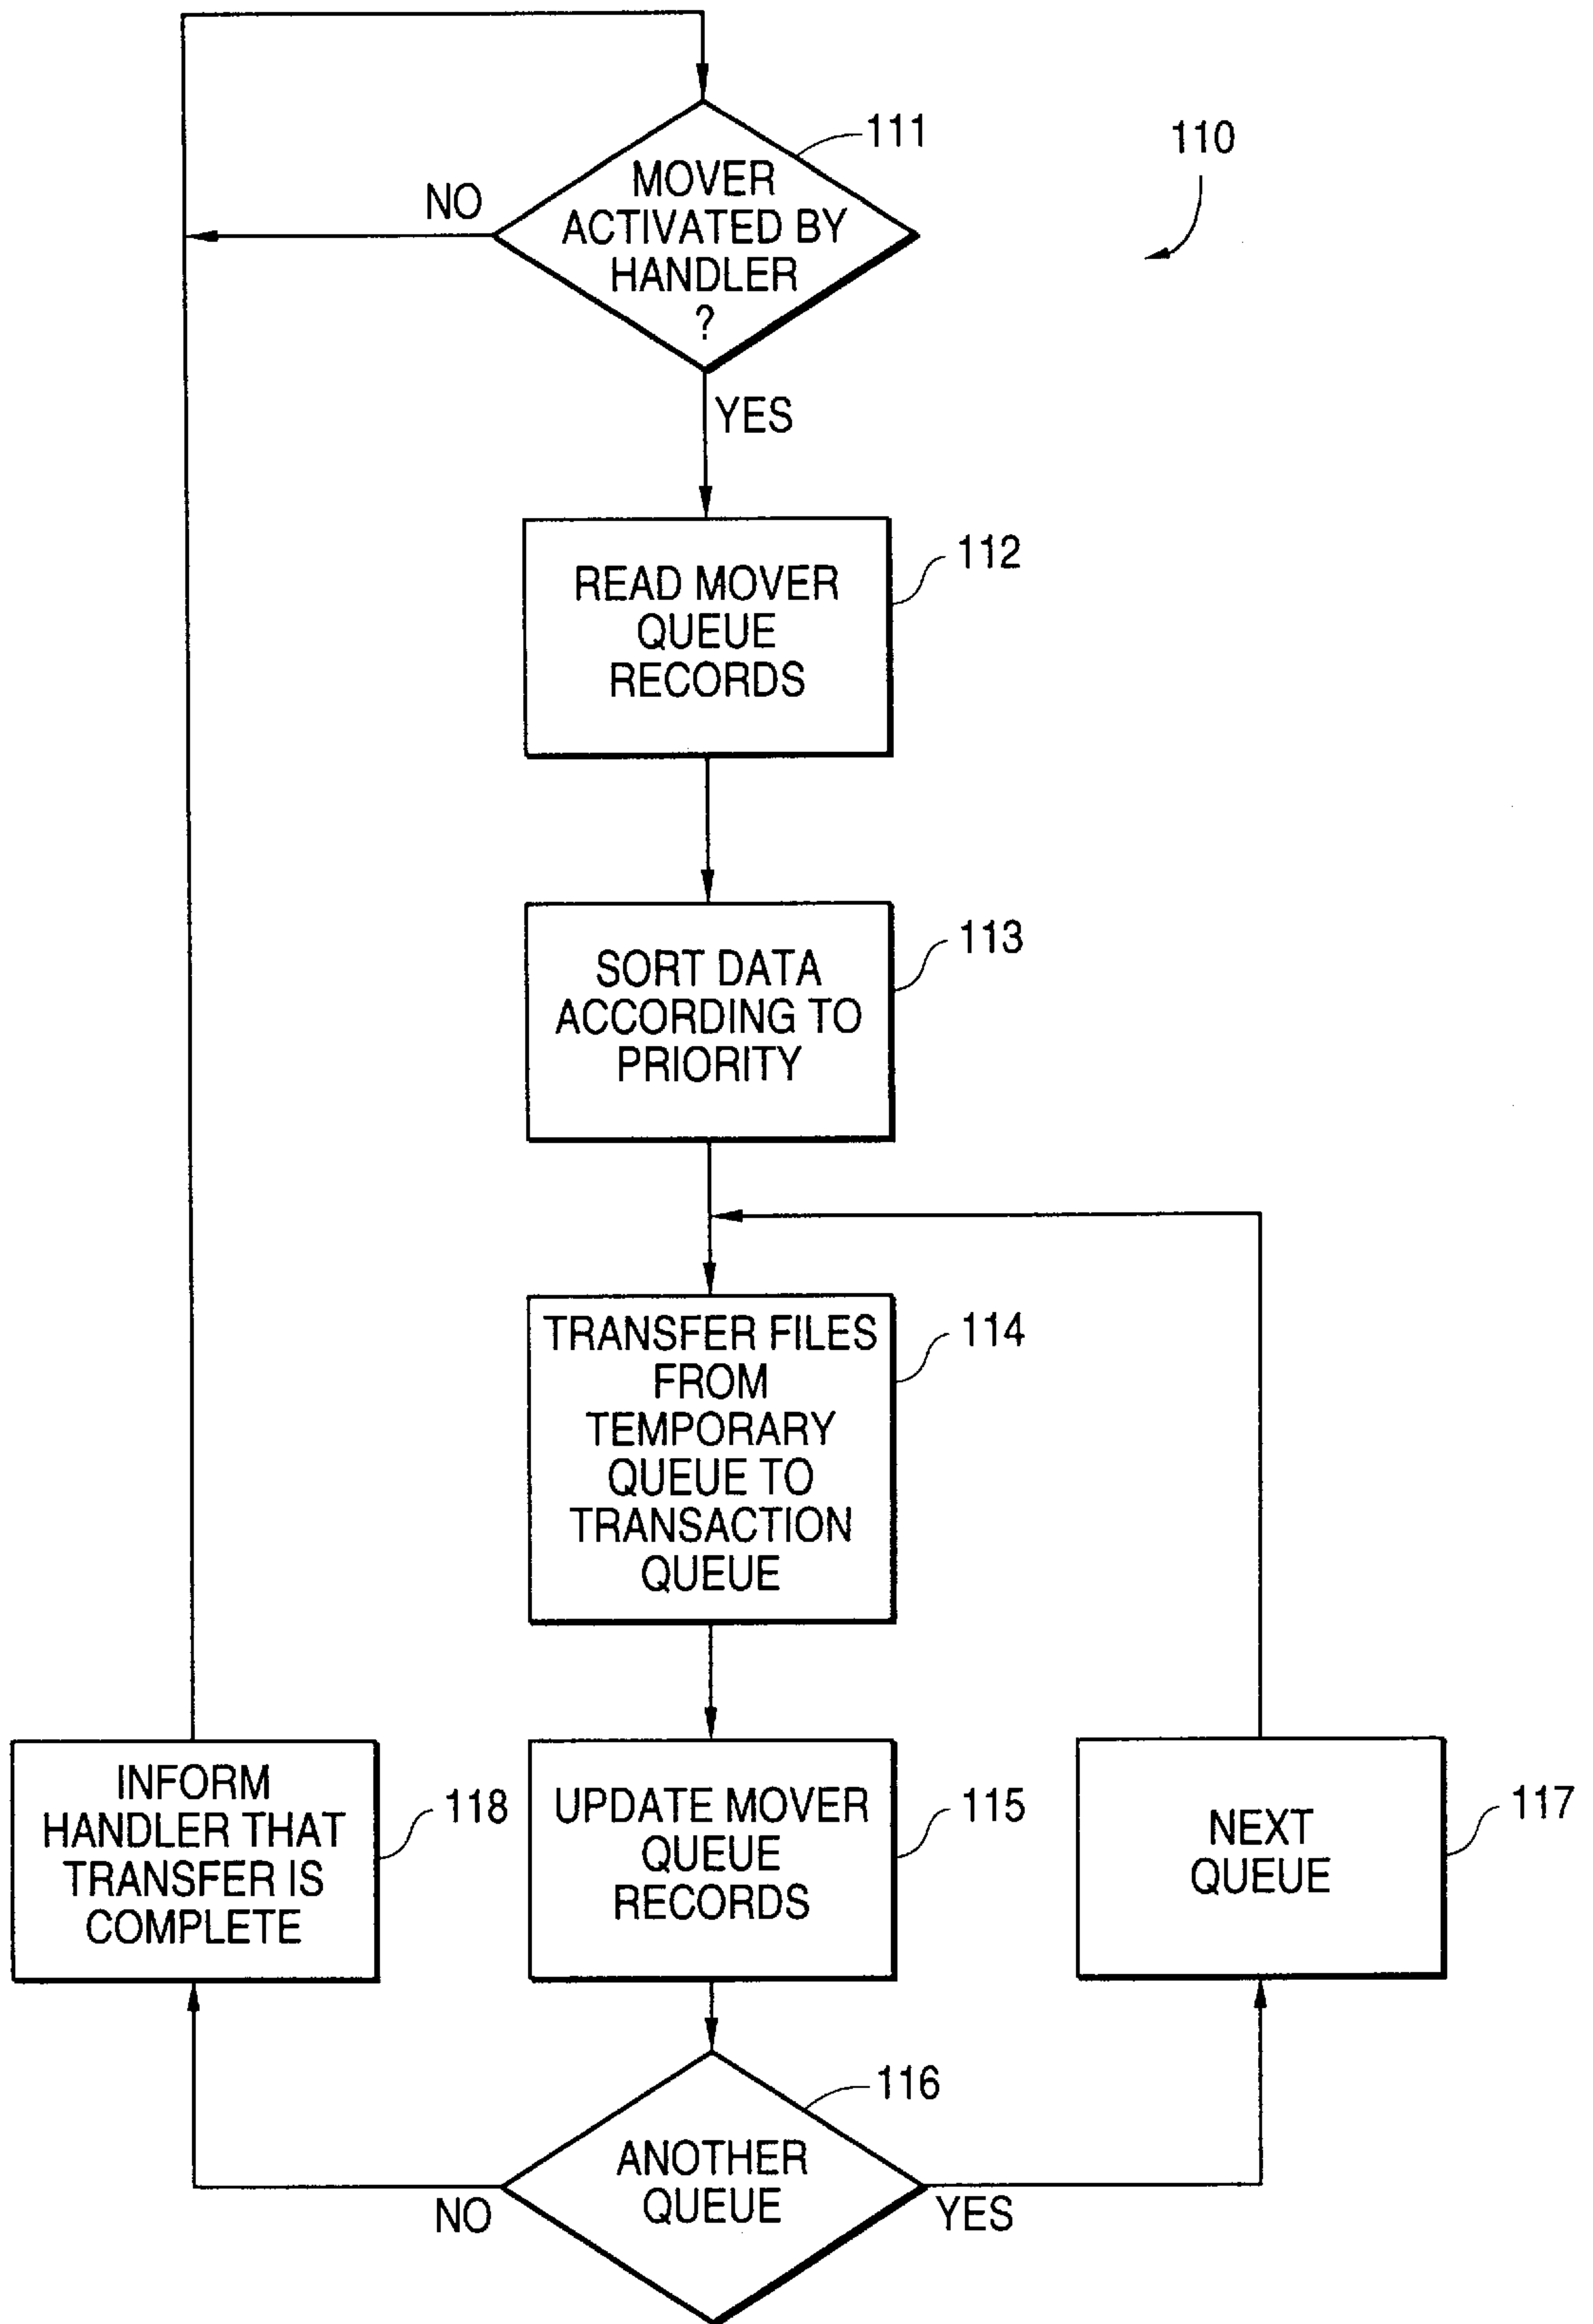 111
110
MOVER
ACTIVATED BY
HANDLER
?
NO
YES
112
READ MOVER
QUEUE
RECORDS
113
SORT DATA
ACCORDING TO
PRIORITY
114
TRANSFER FILES
FROM
TEMPORARY
QUEUE TO
TRANSACTION
QUEUE
INFORM
HANDLER THAT
TRANSFER IS
COMPLETE
118
UPDATE MOVER
QUEUE
RECORDS
115
NEXT
QUEUE
117
116
ANOTHER
QUEUE
NO
YES